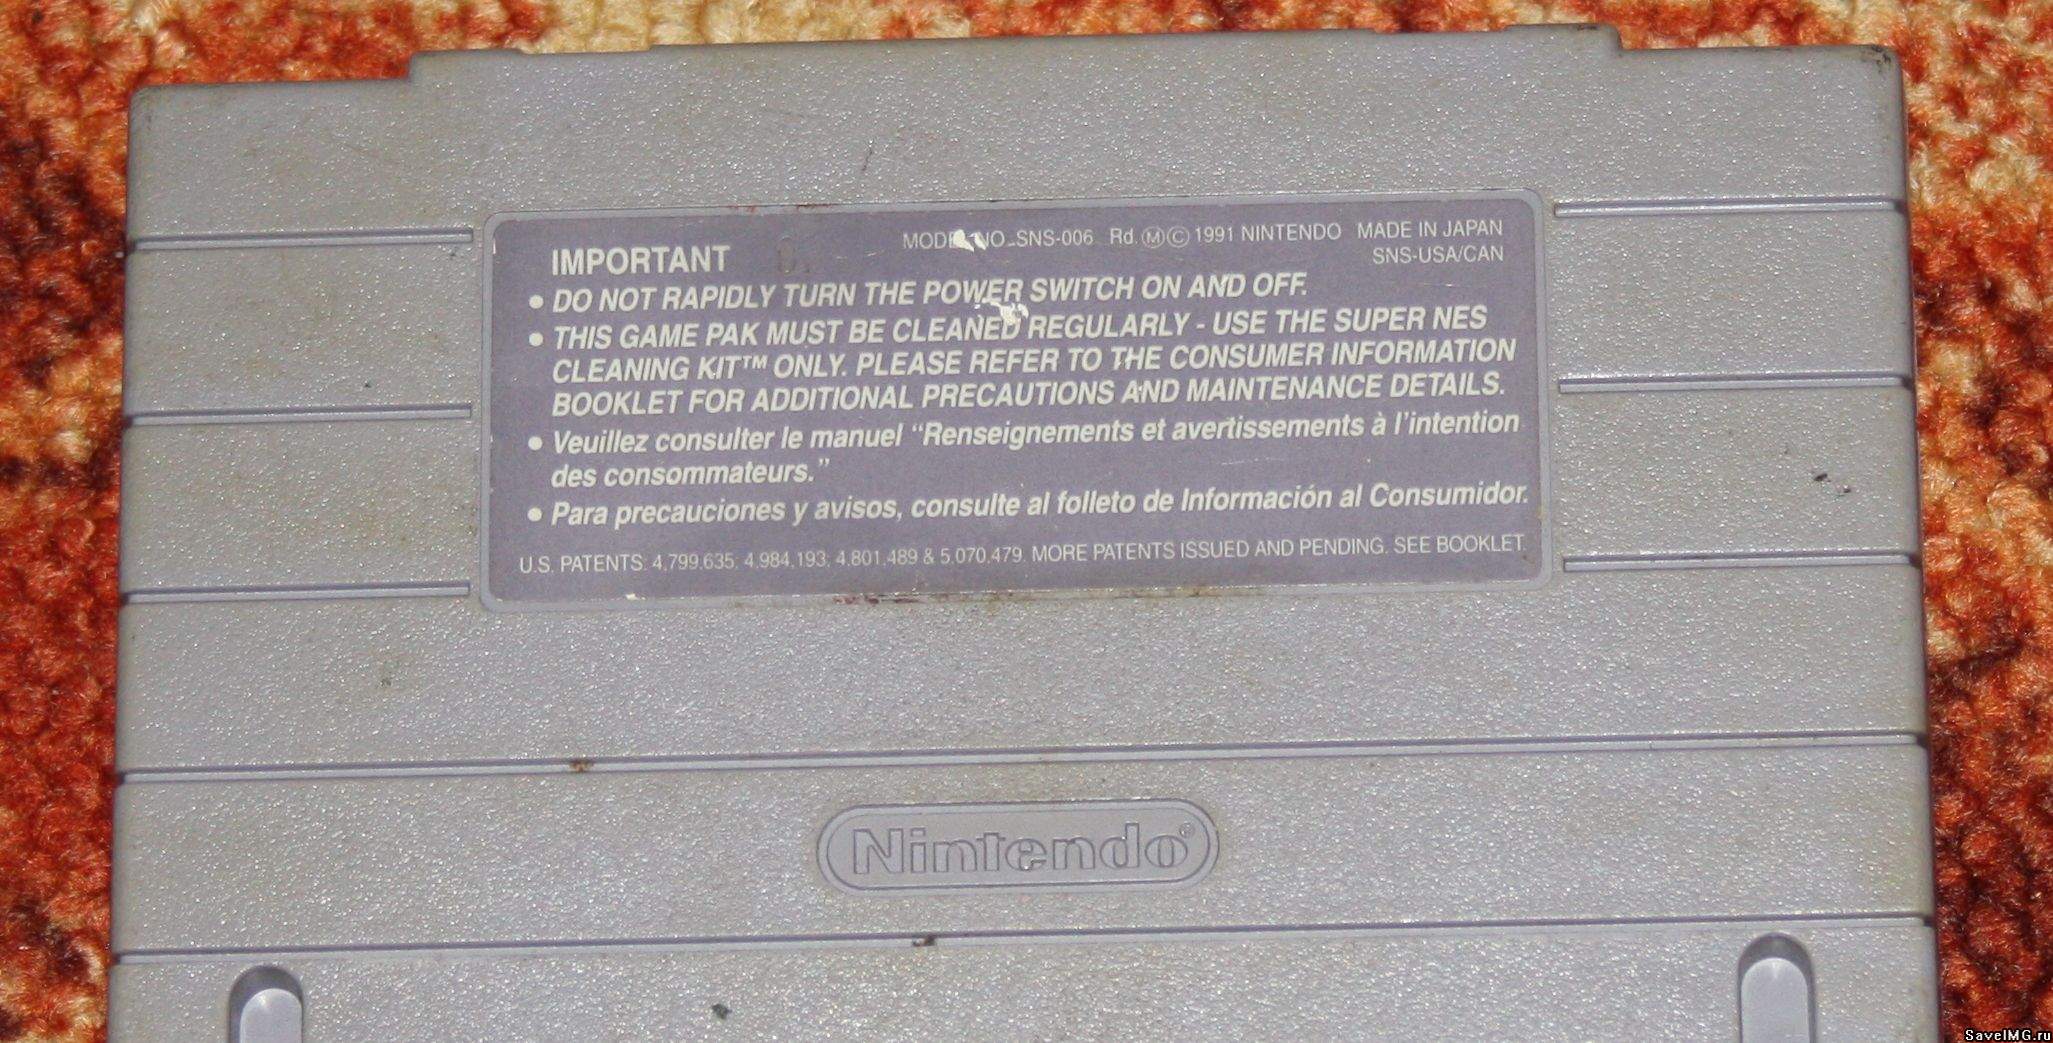 IMPORTANT
MODEL NO. SNS-006 Rd. ⓂⒸ 1991 NINTENDO MADE IN JAPAN
SNS-USA/CAN
• DO NOT RAPIDLY TURN THE POWER SWITCH ON AND OFF.
• THIS GAME PAK MUST BE CLEANED REGULARLY - USE THE SUPER NES
CLEANING KIT™ ONLY. PLEASE REFER TO THE CONSUMER INFORMATION
BOOKLET FOR ADDITIONAL PRECAUTIONS AND MAINTENANCE DETAILS.
• Veuillez consulter le manuel “Renseignements et avertissements à l’intention
des consommateurs.”
• Para precauciones y avisos, consulte al folleto de Información al Consumidor.
U.S. PATENTS: 4,799,635; 4,984,193; 4,801,489 & 5,070,479. MORE PATENTS ISSUED AND PENDING. SEE BOOKLET.
Nintendo®
SaveIMG.ru